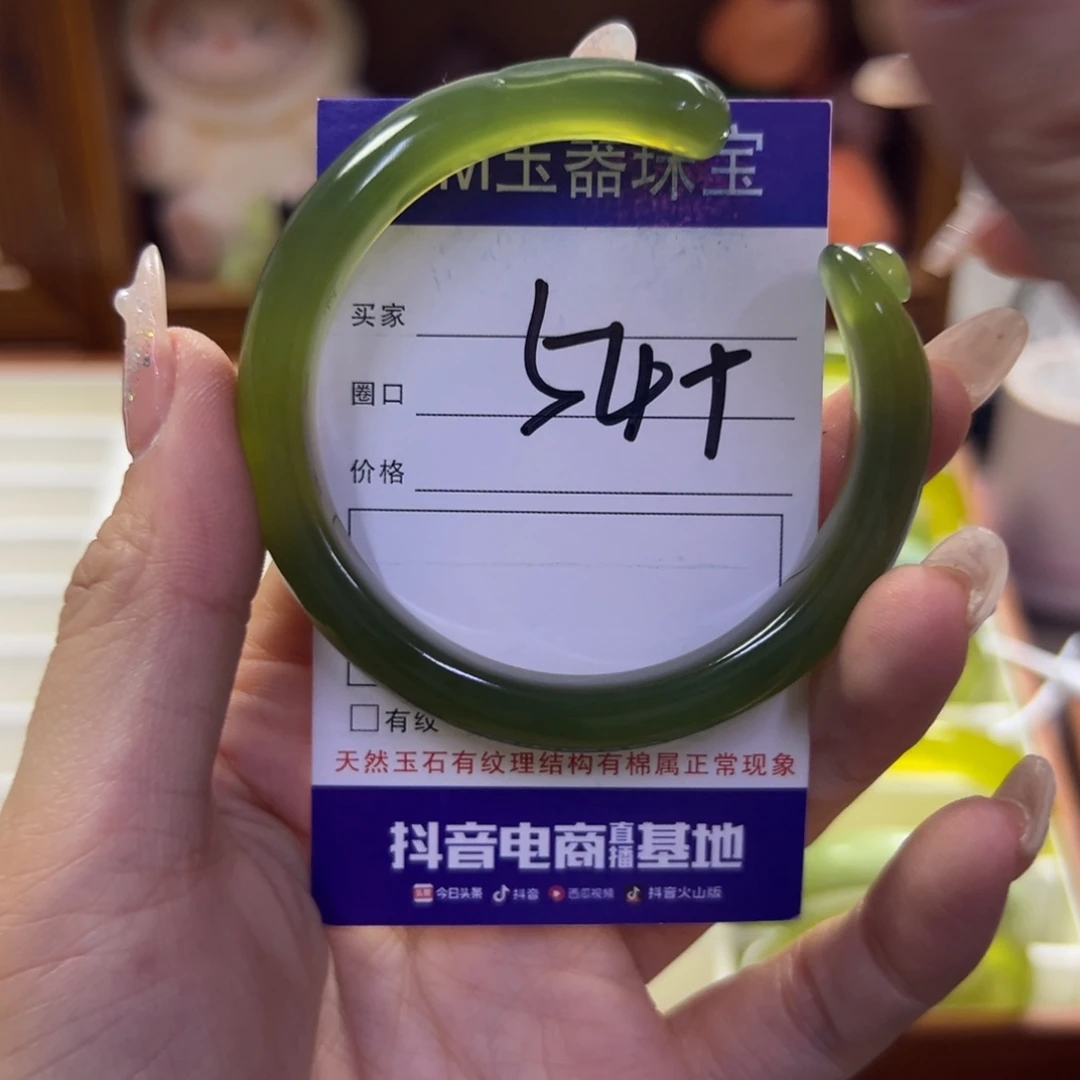 M玉器珠宝
买家
圈口
54+
价格
有纹
天然玉石有纹理结构有棉属正常现象
抖音电商直播基地
今日头条 抖音 西瓜视频 抖音火山版